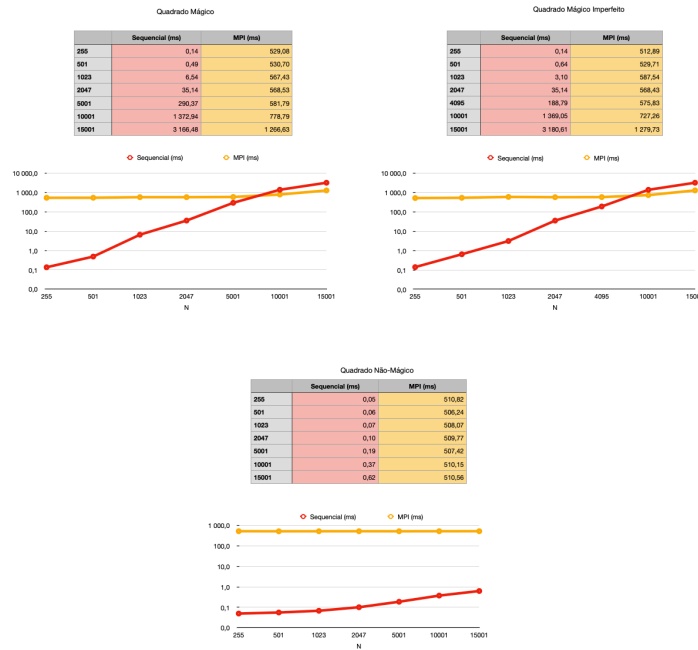 Quadrado Mágico
Sequencial (ms) MPI (ms)
255 0,14 529,08
501 0,49 530,70
1023 6,54 567,43
2047 35,14 568,53
5001 290,37 581,79
10001 1 372,94 778,79
15001 3 166,48 1 266,63
Sequencial (ms) MPI (ms)
10 000,0
1 000,0
100,0
10,0
1,0
0,1
0,0
255 501 1023 2047 5001 10001 15001
N
Quadrado Mágico Imperfeito
Sequencial (ms) MPI (ms)
255 0,14 512,89
501 0,64 529,71
1023 3,10 587,54
2047 35,14 568,43
4095 188,79 575,83
10001 1 369,05 727,26
15001 3 180,61 1 279,73
Sequencial (ms) MPI (ms)
10 000,0
1 000,0
100,0
10,0
1,0
0,1
0,0
255 501 1023 2047 4095 10001 1500
N
Quadrado Não-Mágico
Sequencial (ms) MPI (ms)
255 0,05 510,82
501 0,06 506,24
1023 0,07 508,07
2047 0,10 509,77
5001 0,19 507,42
10001 0,37 510,15
15001 0,62 510,56
Sequencial (ms) MPI (ms)
1 000,0
100,0
10,0
1,0
0,1
0,0
255 501 1023 2047 5001 10001 15001
N